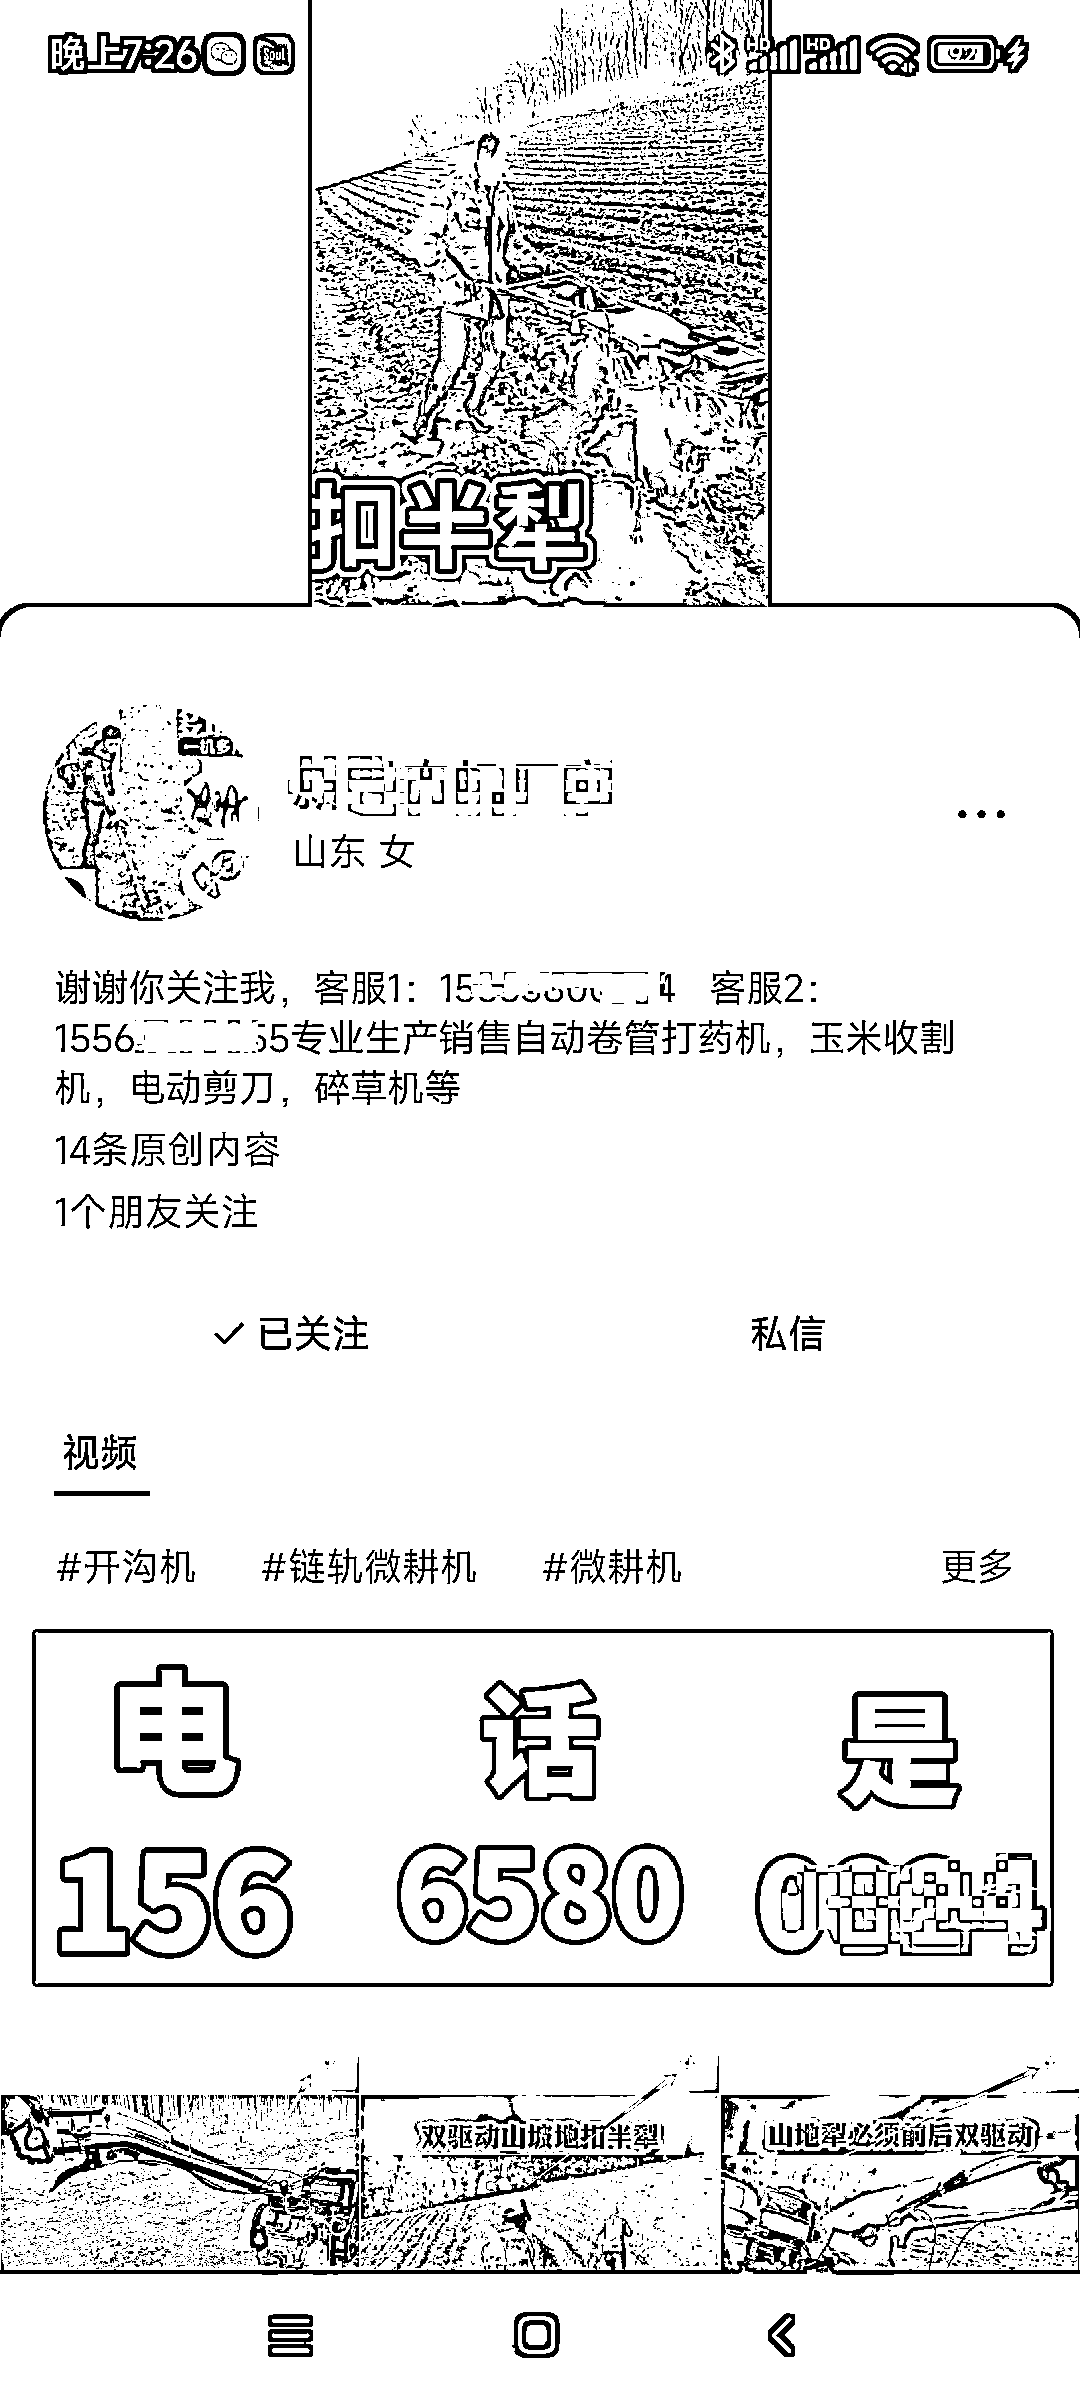 晚上7:26
扣半犁
山东 女
谢谢你关注我，客服1：15 4 客服2：
1556 55专业生产销售自动卷管打药机，玉米收割
机，电动剪刀，碎草机等
14条原创内容
1个朋友关注
已关注 私信
视频
#开沟机 #链轨微耕机 #微耕机 更多
电 话 是
156 6580
双驱动山坡地扣半犁
山地犁必须前后双驱动